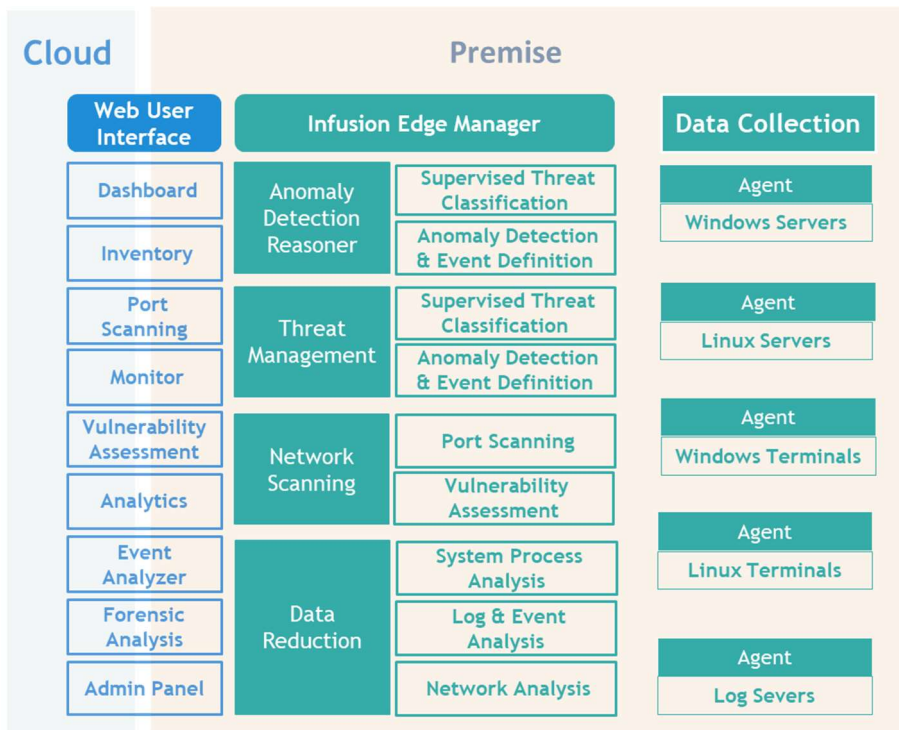 Cloud
Premise
Web User
Interface
Infusion Edge Manager
Data Collection
Dashboard
Inventory
Port
Scanning
Monitor
Vulnerability
Assessment
Analytics
Event
Analyzer
Forensic
Analysis
Admin Panel
Anomaly
Detection
Reasoner
Supervised Threat
Classification
Anomaly Detection
& Event Definition
Threat
Management
Supervised Threat
Classification
Anomaly Detection
& Event Definition
Network
Scanning
Port Scanning
Vulnerability
Assessment
Data
Reduction
System Process
Analysis
Log & Event
Analysis
Network Analysis
Agent
Windows Servers
Agent
Linux Servers
Agent
Windows Terminals
Agent
Linux Terminals
Agent
Log Severs